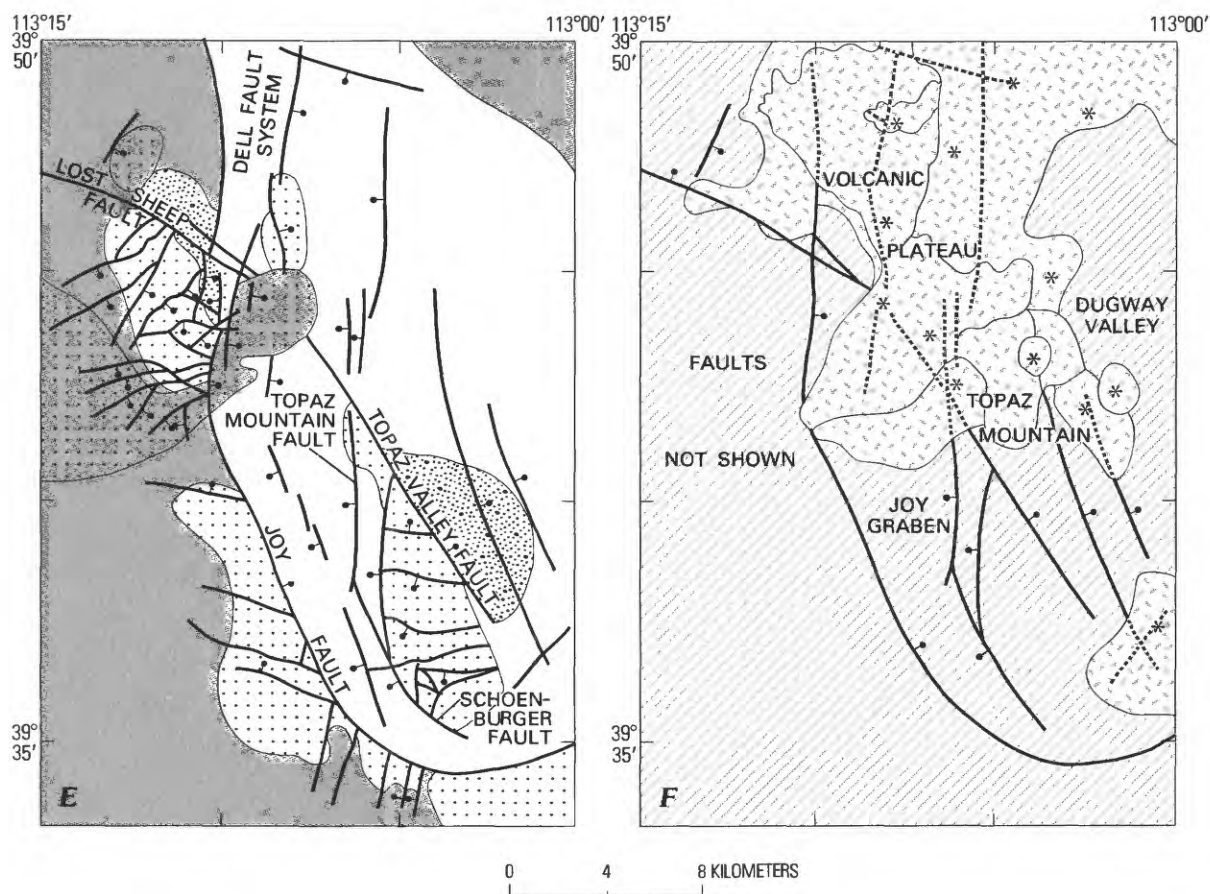 113°15'
113°00'
39°
50'
DELL FAULT
SYSTEM
LOST SHEEP
FAULT
TOPAZ
MOUNTAIN
FAULT
TOPAZ VALLEY FAULT
JOY
FAULT
SCHOEN-
BURGER
FAULT
39°
35'
E
113°15'
113°00'
39°
50'
VOLCANIC
PLATEAU
DUGWAY
VALLEY
FAULTS
TOPAZ
MOUNTAIN
NOT SHOWN
JOY
GRABEN
39°
35'
F
0 4 8 KILOMETERS